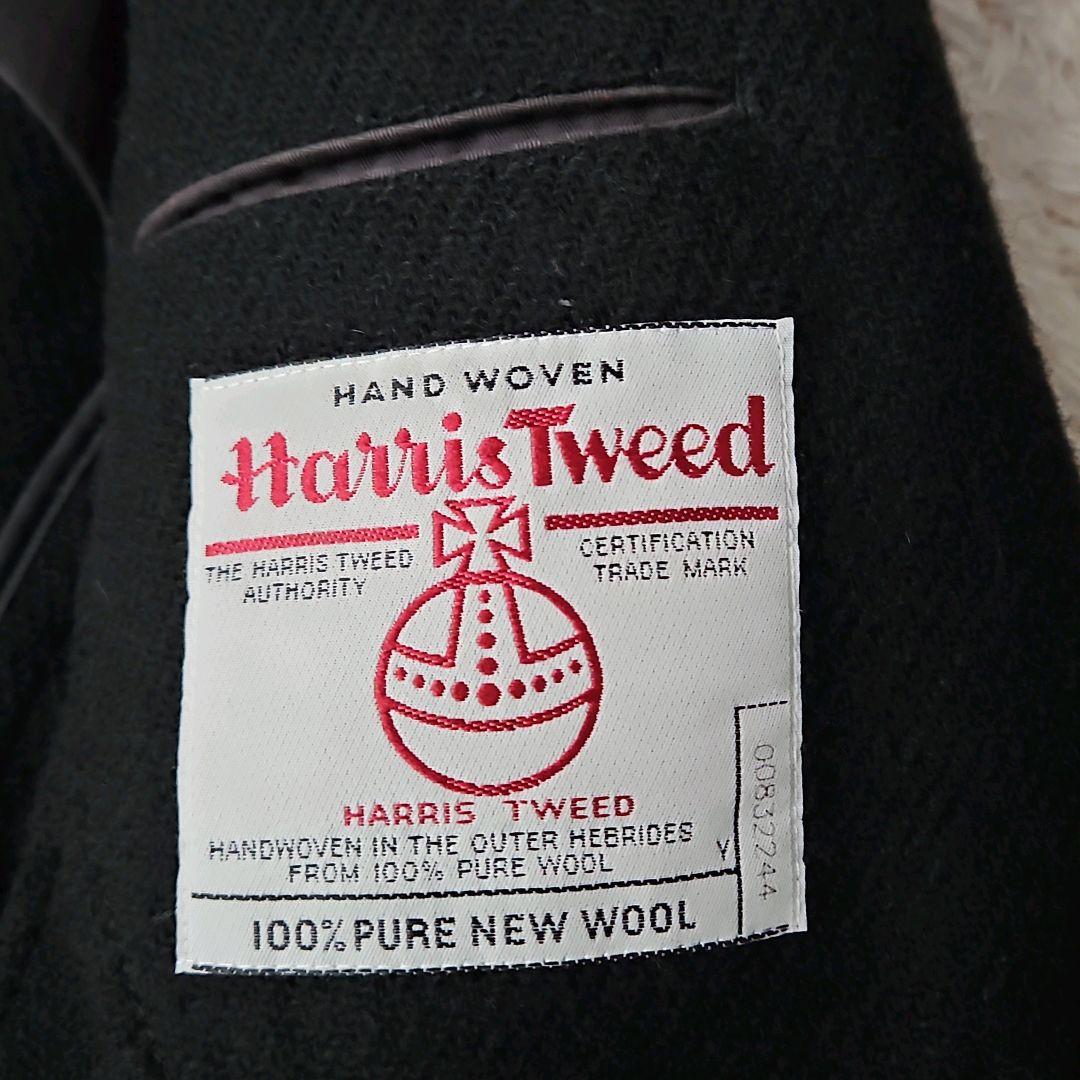 HAND WOVEN
Harris Tweed
THE HARRIS TWEED
AUTHORITY
CERTIFICATION
TRADE MARK
HARRIS TWEED
HANDWOVEN IN THE OUTER HEBRIDES
FROM 100% PURE WOOL
Y
00832244
100% PURE NEW WOOL